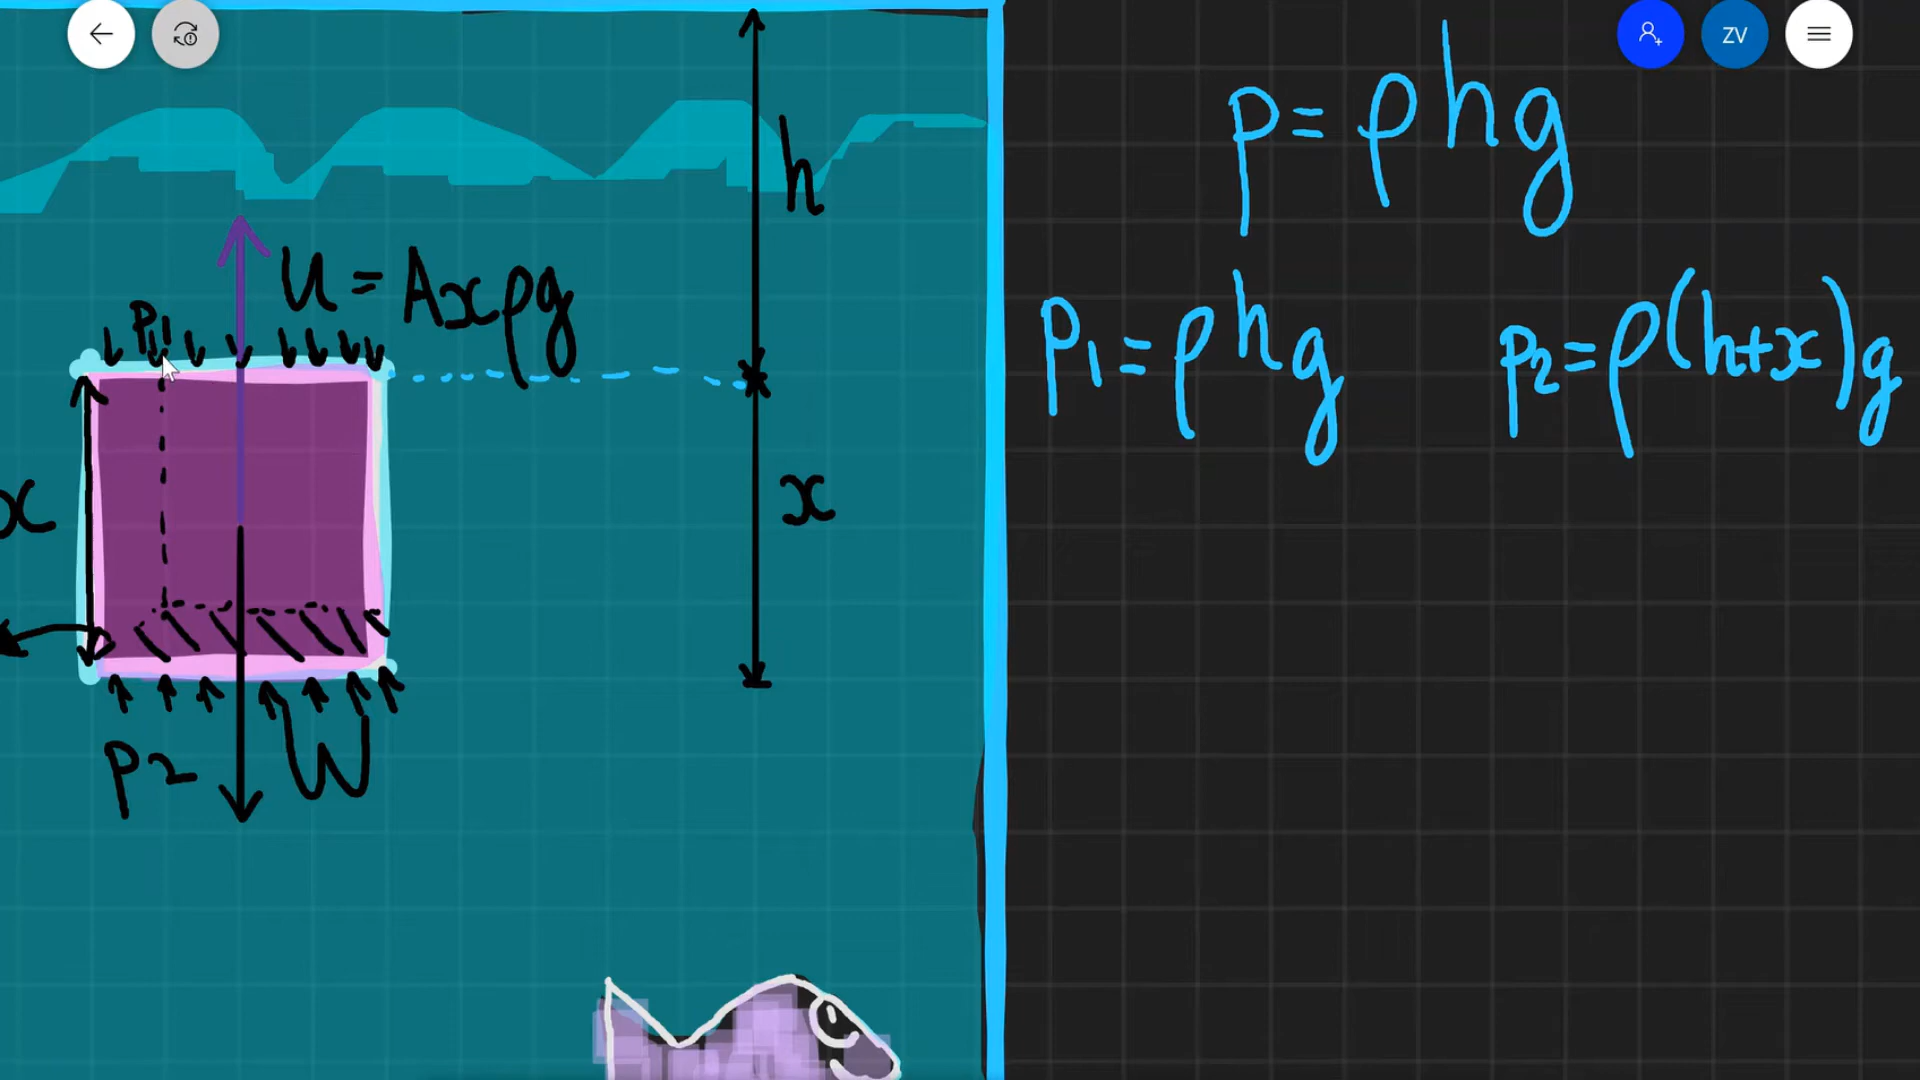 ZV
p = ρhg
h
U = Axρg
P1
P1 = ρhg
P2 = ρ(h+x)g
x
x
P2
W